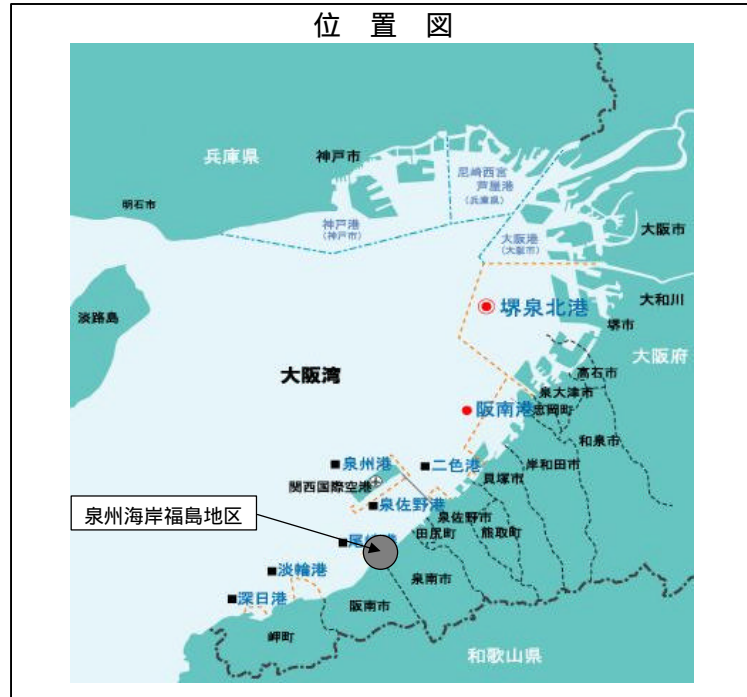 位 置 図
兵庫県
神戸市
尼崎西宮
芦屋港
(兵庫県)
明石市
神戸港
(神戸市)
大阪港
(大阪市)
大阪市
大和川
堺泉北港
堺市
淡路島
大阪府
大阪湾
高石市
泉大津市
阪南港
忠岡町
和泉市
泉州港
二色港
岸和田市
関西国際空港
貝塚市
泉佐野港
泉州海岸福島地区
泉佐野市
田尻町
熊取町
淡輪港
泉南市
深日港
阪南市
岬町
和歌山県